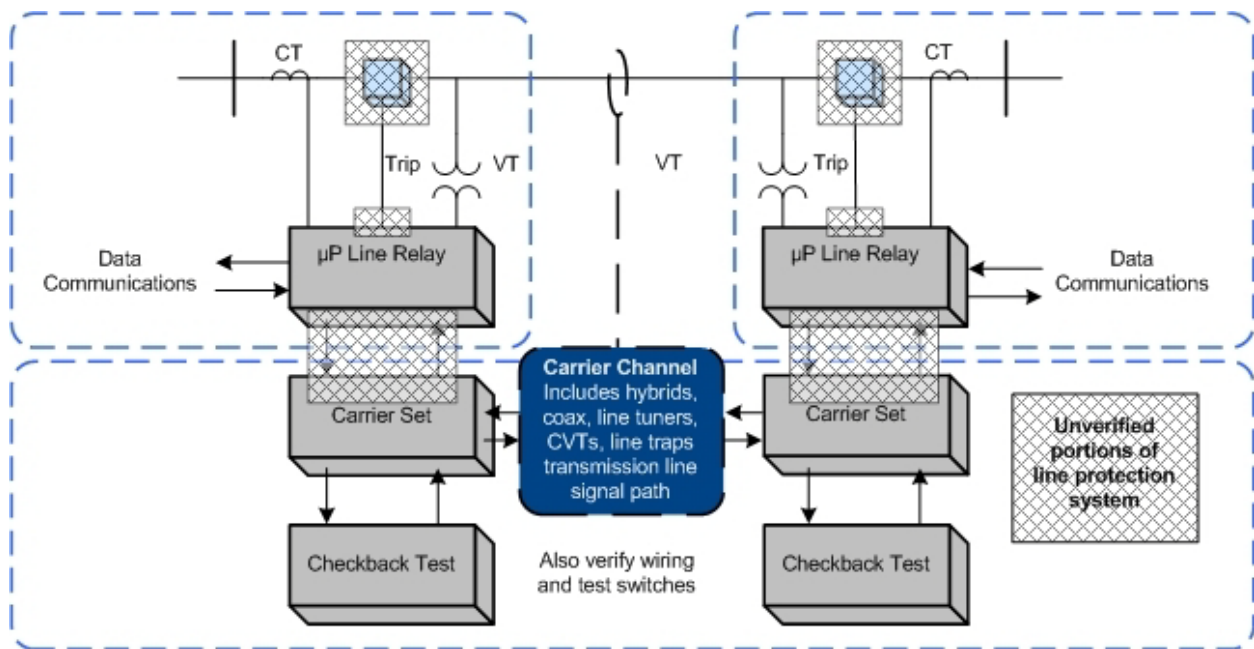 CT
CT
Trip
VT
VT
Trip
µP Line Relay
µP Line Relay
Data
Communications
Data
Communications
Carrier Channel
Includes hybrids,
coax, line tuners,
CVTs, line traps
transmission line
signal path
Carrier Set
Carrier Set
Unverified
portions of
line protection
system
Checkback Test
Also verify wiring
and test switches
Checkback Test